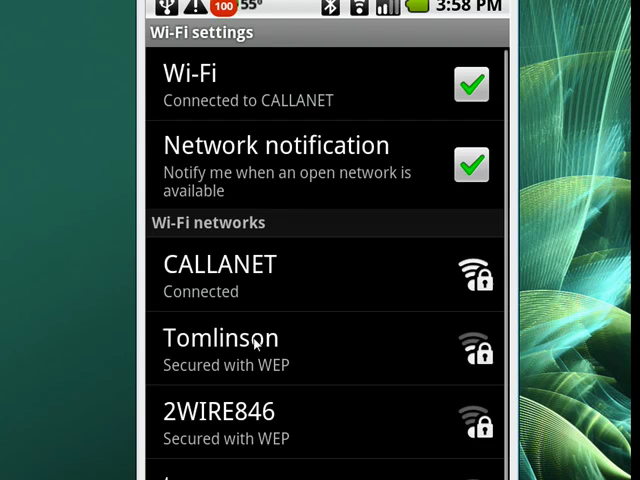 100 55° 3:58 PM
Wi-Fi settings
Wi-Fi
Connected to CALLANET
Network notification
Notify me when an open network is
available
Wi-Fi networks
CALLANET
Connected
Tomlinson
Secured with WEP
2WIRE846
Secured with WEP